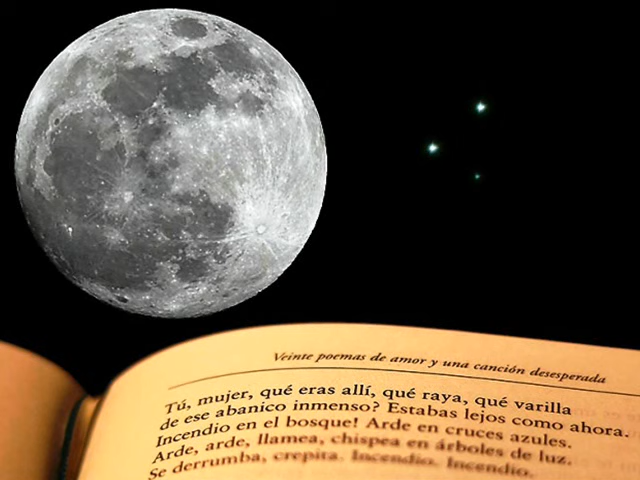 Veinte poemas de amor y una canción desesperada
Tú, mujer, qué eras allí, qué raya, qué varilla
de ese abanico inmenso? Estabas lejos como ahora.
Incendio en el bosque! Arde en cruces azules.
Arde, arde, llamea, chispea en árboles de luz.
Se derrumba, crepita. Incendio. Incendio.